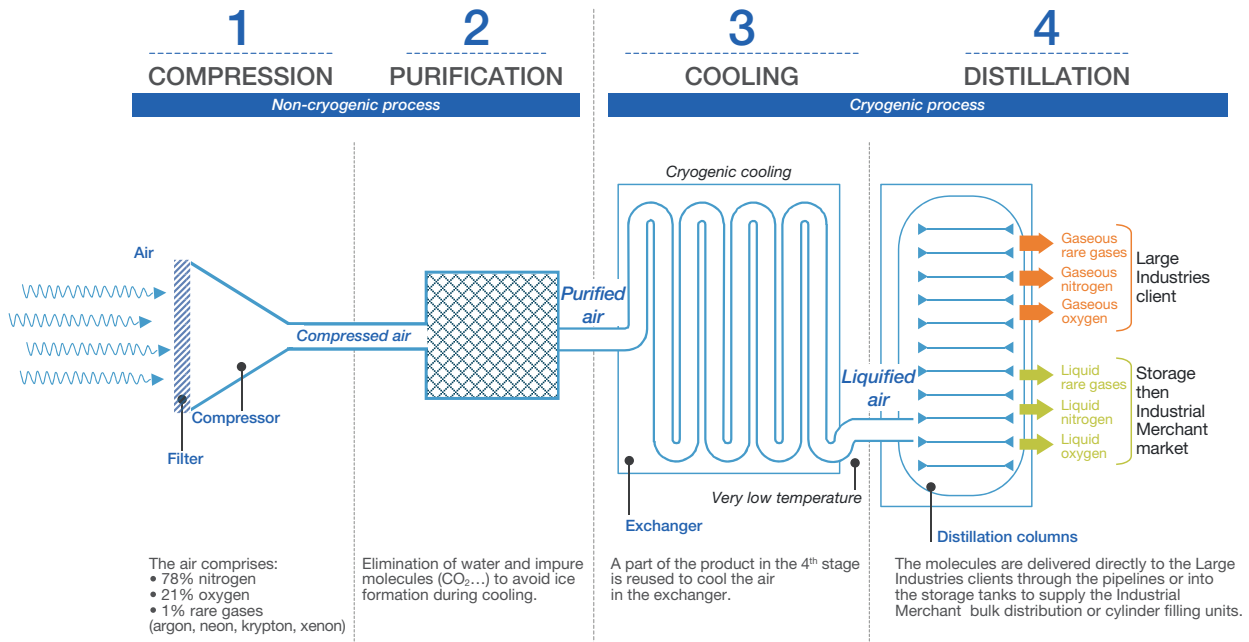 1
2
3
4
COMPRESSION
PURIFICATION
COOLING
DISTILLATION
Non-cryogenic process
Cryogenic process
Air
Compressed air
Compressor
Filter
Purified
air
Cryogenic cooling
Liquified
air
Very low temperature
Exchanger
Gaseous
rare gases
Gaseous
nitrogen
Gaseous
oxygen
Large
Industries
client
Liquid
rare gases
Liquid
nitrogen
Liquid
oxygen
Storage
then
Industrial
Merchant
market
Distillation columns
The air comprises:
• 78% nitrogen
• 21% oxygen
• 1% rare gases
(argon, neon, krypton, xenon)
Elimination of water and impure
molecules (CO₂...) to avoid ice
formation during cooling.
A part of the product in the 4th stage
is reused to cool the air
in the exchanger.
The molecules are delivered directly to the Large
Industries clients through the pipelines or into
the storage tanks to supply the Industrial
Merchant bulk distribution or cylinder filling units.